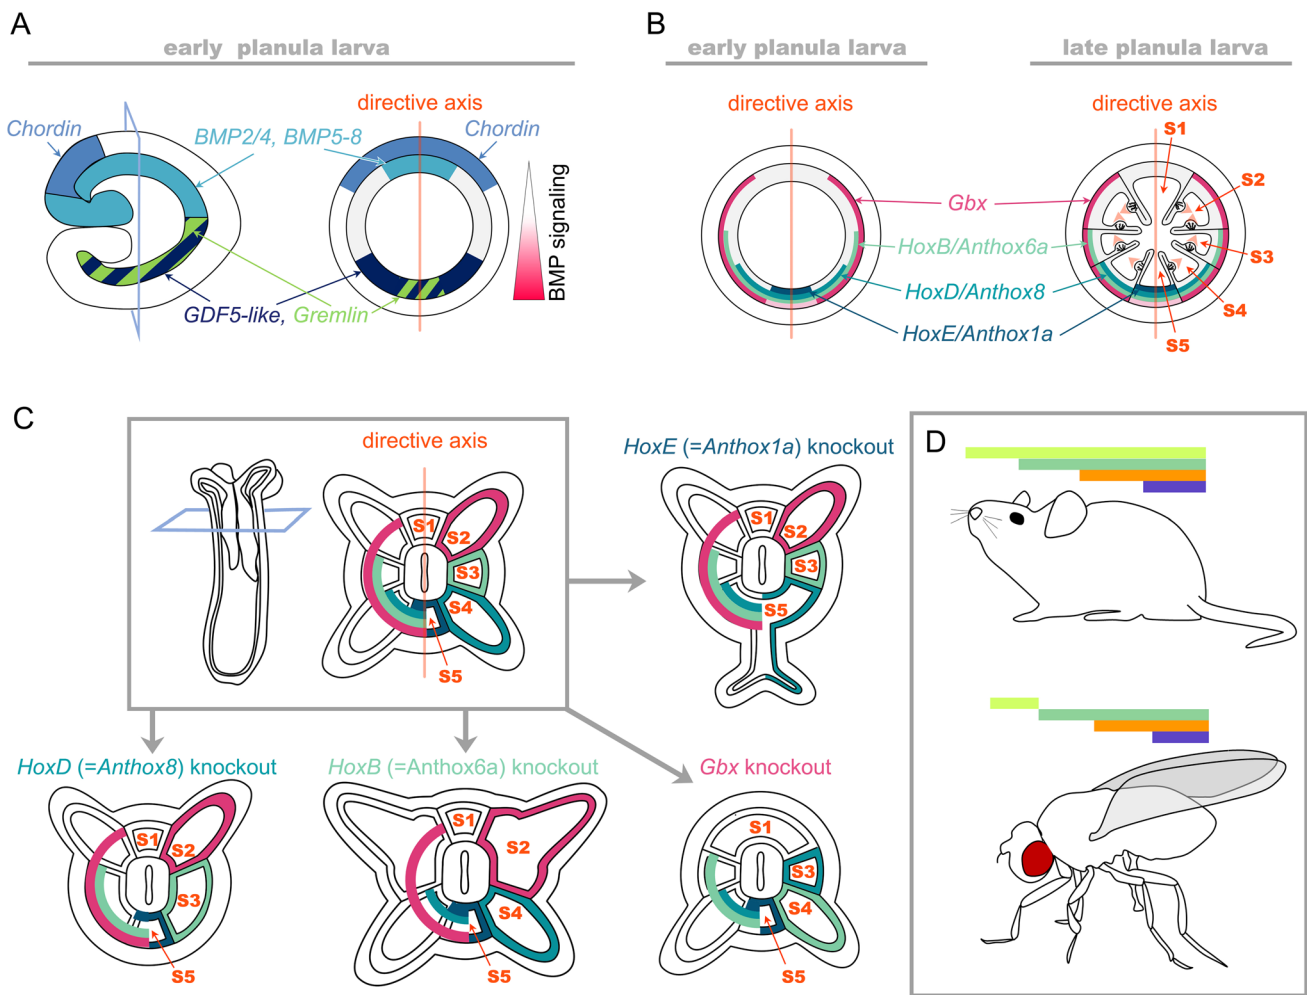 A
early planula larva
directive axis
Chordin
BMP2/4, BMP5-8
Chordin
BMP signaling
GDF5-like, Gremlin
B
early planula larva
late planula larva
directive axis
directive axis
S1
S2
Gbx
HoxB/Anthox6a
S3
HoxD/Anthox8
S4
HoxE/Anthox1a
S5
C
directive axis
S1
S2
S3
S4
S5
HoxE (=Anthox1a) knockout
S1
S2
S3
S5
HoxD (=Anthox8) knockout
S1
S2
S3
S5
HoxB (=Anthox6a) knockout
S1
S2
S4
S5
Gbx knockout
S1
S3
S4
S5
D